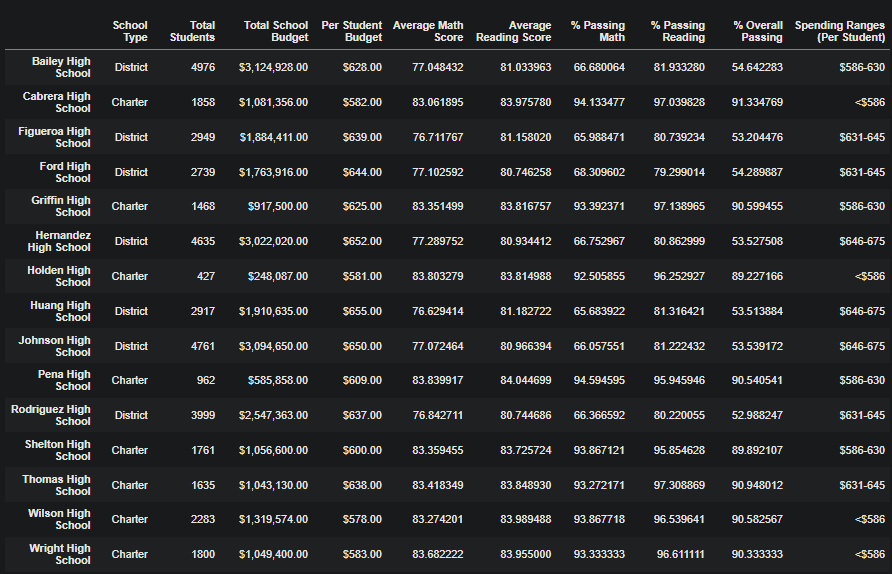 School Type Total Students Total School Budget Per Student Budget Average Math Score Average Reading Score % Passing Math % Passing Reading % Overall Passing Spending Ranges (Per Student)
Bailey High School District 4976 $3,124,928.00 $628.00 77.048432 81.033963 66.680064 81.933280 54.642283 $586-630
Cabrera High School Charter 1858 $1,081,356.00 $582.00 83.061895 83.975780 94.133477 97.039828 91.334769 <$586
Figueroa High School District 2949 $1,884,411.00 $639.00 76.711767 81.158020 65.988471 80.739234 53.204476 $631-645
Ford High School District 2739 $1,763,916.00 $644.00 77.102592 80.746258 68.309602 79.299014 54.289887 $631-645
Griffin High School Charter 1468 $917,500.00 $625.00 83.351499 83.816757 93.392371 97.138965 90.599455 $586-630
Hernandez High School District 4635 $3,022,020.00 $652.00 77.289752 80.934412 66.752967 80.862999 53.527508 $646-675
Holden High School Charter 427 $248,087.00 $581.00 83.803279 83.814988 92.505855 96.252927 89.227166 <$586
Huang High School District 2917 $1,910,635.00 $655.00 76.629414 81.182722 65.683922 81.316421 53.513884 $646-675
Johnson High School District 4761 $3,094,650.00 $650.00 77.072464 80.966394 66.057551 81.222432 53.539172 $646-675
Pena High School Charter 962 $585,858.00 $609.00 83.839917 84.044699 94.594595 95.945946 90.540541 $586-630
Rodriguez High School District 3999 $2,547,363.00 $637.00 76.842711 80.744686 66.366592 80.220055 52.988247 $631-645
Shelton High School Charter 1761 $1,056,600.00 $600.00 83.359455 83.725724 93.867121 95.854628 89.892107 $586-630
Thomas High School Charter 1635 $1,043,130.00 $638.00 83.418349 83.848930 93.272171 97.308869 90.948012 $631-645
Wilson High School Charter 2283 $1,319,574.00 $578.00 83.274201 83.989488 93.867718 96.539641 90.582567 <$586
Wright High School Charter 1800 $1,049,400.00 $583.00 83.682222 83.955000 93.333333 96.611111 90.333333 <$586